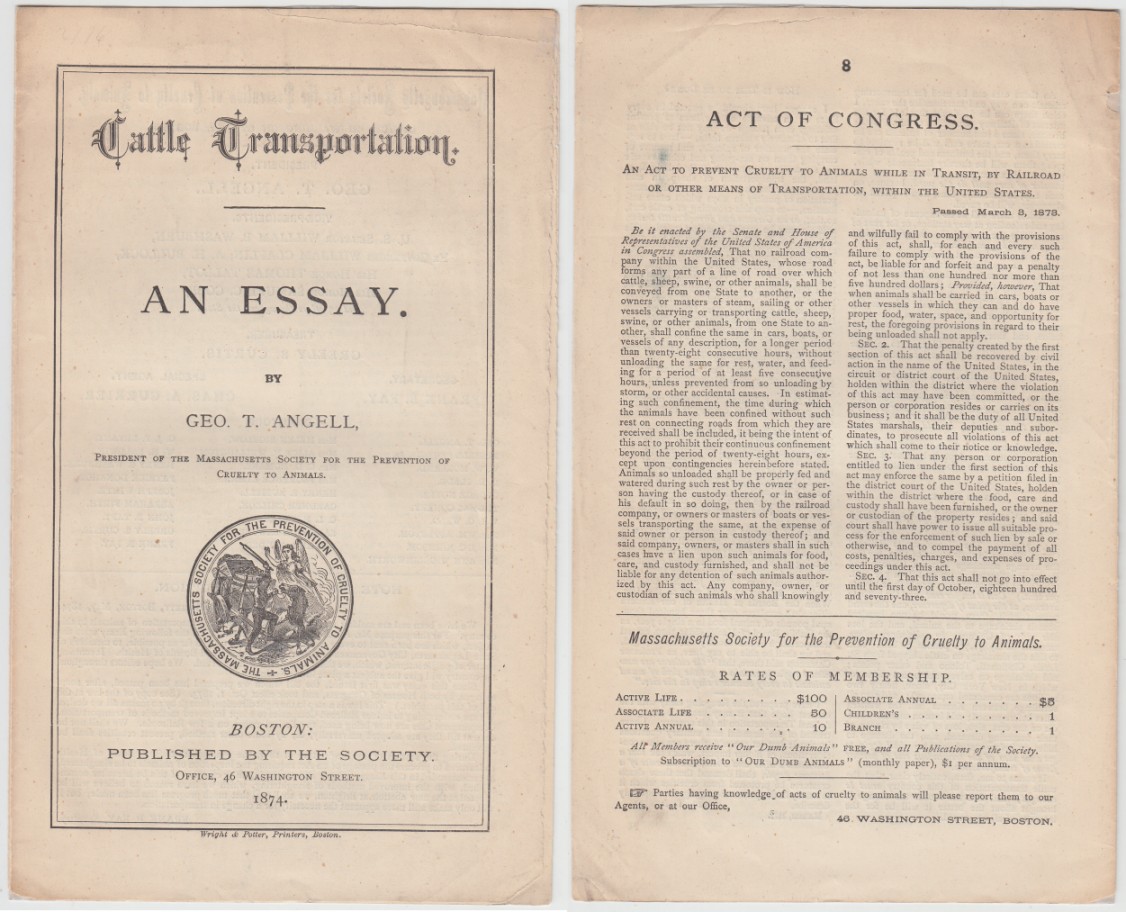 Cattle Transportation.
AN ESSAY.
BY
GEO. T. ANGELL,
PRESIDENT OF THE MASSACHUSETTS SOCIETY FOR THE PREVENTION OF
CRUELTY TO ANIMALS.
THE MASSACHUSETTS SOCIETY FOR THE PREVENTION OF CRUELTY TO ANIMALS.
BOSTON:
PUBLISHED BY THE SOCIETY.
OFFICE, 46 WASHINGTON STREET.
1874.
Wright & Potter, Printers, Boston.
8
ACT OF CONGRESS.
AN ACT TO PREVENT CRUELTY TO ANIMALS WHILE IN TRANSIT, BY RAILROAD
OR OTHER MEANS OF TRANSPORTATION, WITHIN THE UNITED STATES.
Passed March 3, 1873.
Be it enacted by the Senate and House of
Representatives of the United States of America
in Congress assembled, That no railroad com-
pany within the United States, whose road
forms any part of a line of road over which
cattle, sheep, swine, or other animals, shall be
conveyed from one State to another, or the
owners or masters of steam, sailing or other
vessels carrying or transporting cattle, sheep,
swine, or other animals, from one State to an-
other, shall confine the same in cars, boats, or
vessels of any description, for a longer period
than twenty-eight consecutive hours, without
unloading the same for rest, water, and feed-
ing for a period of at least five consecutive
hours, unless prevented from so unloading by
storm, or other accidental causes. In estimat-
ing such confinement, the time during which
the animals have been confined without such
rest on connecting roads from which they are
received shall be included, it being the intent of
this act to prohibit their continuous confinement
beyond the period of twenty-eight hours, ex-
cept upon contingencies hereinbefore stated.
Animals so unloaded shall be properly fed and
watered during such rest by the owner or per-
son having the custody thereof, or in case of
his default in so doing, then by the railroad
company, or owners or masters of boats or ves-
sels transporting the same, at the expense of
said owner or person in custody thereof; and
said company, owners, or masters shall in such
cases have a lien upon such animals for food,
care, and custody furnished, and shall not be
liable for any detention of such animals author-
ized by this act. Any company, owner, or
custodian of such animals who shall knowingly
and wilfully fail to comply with the provisions
of this act, shall, for each and every such
failure to comply with the provisions of the
act, be liable for and forfeit and pay a penalty
of not less than one hundred nor more than
five hundred dollars; Provided, however, That
when animals shall be carried in cars, boats or
other vessels in which they can and do have
proper food, water, space, and opportunity for
rest, the foregoing provisions in regard to their
being unloaded shall not apply.
SEC. 2. That the penalty created by the first
section of this act shall be recovered by civil
action in the name of the United States, in the
circuit or district court of the United States,
holden within the district where the violation
of this act may have been committed, or the
person or corporation resides or carries on its
business; and it shall be the duty of all United
States marshals, their deputies and subor-
dinates, to prosecute all violations of this act
which shall come to their notice or knowledge.
SEC. 3. That any person or corporation
entitled to lien under the first section of this
act may enforce the same by a petition filed in
the district court of the United States, holden
within the district where the food, care and
custody shall have been furnished, or the owner
or custodian of the property resides; and said
court shall have power to issue all suitable pro-
cess for the enforcement of such lien by sale or
otherwise, and to compel the payment of all
costs, penalties, charges, and expenses of pro-
ceedings under this act.
SEC. 4. That this act shall not go into effect
until the first day of October, eighteen hundred
and seventy-three.
Massachusetts Society for the Prevention of Cruelty to Animals.
RATES OF MEMBERSHIP.
ACTIVE LIFE . . . . . . . . $100
ASSOCIATE LIFE . . . . . . . 50
ACTIVE ANNUAL . . . . . . . 10
ASSOCIATE ANNUAL . . . . . . . $5
CHILDREN'S . . . . . . . . . . 1
BRANCH . . . . . . . . . . . 1
All Members receive "Our Dumb Animals" FREE, and all Publications of the Society.
Subscription to "OUR DUMB ANIMALS" (monthly paper), $1 per annum.
☞ Parties having knowledge of acts of cruelty to animals will please report them to our
Agents, or at our Office,
46 WASHINGTON STREET, BOSTON.